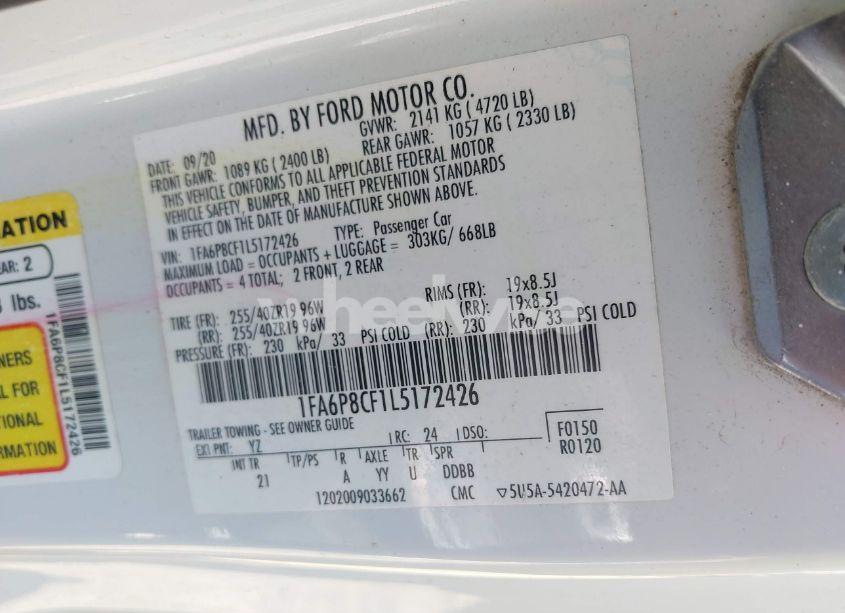 MFD. BY FORD MOTOR CO.
DATE: 09/20 GVWR: 2141 KG (4720 LB)
FRONT GAWR: 1089 KG (2400 LB) REAR GAWR: 1057 KG (2330 LB)
THIS VEHICLE CONFORMS TO ALL APPLICABLE FEDERAL MOTOR
VEHICLE SAFETY, BUMPER, AND THEFT PREVENTION STANDARDS
IN EFFECT ON THE DATE OF MANUFACTURE SHOWN ABOVE.
VIN: 1FA6P8CF1L5172426 TYPE: Passenger Car
MAXIMUM LOAD = OCCUPANTS + LUGGAGE = 303KG/ 668LB
OCCUPANTS = 4 TOTAL; 2 FRONT, 2 REAR
TIRE (FR): 255/40ZR19 96W RIMS (FR): 19x8.5J
(RR): 255/40ZR19 96W (RR): 19x8.5J
PRESSURE (FR): 230 kPa/ 33 PSI COLD (RR): 230 kPa/ 33 PSI COLD
1FA6P8CF1L5172426
TRAILER TOWING - SEE OWNER GUIDE
EXT PNT: YZ RC: 24 DSO: F0150
R0120
INT TR TP/PS R AXLE TR SPR
21 A YY U DDBB
1202009033662 CMC ▽5U5A-5420472-AA
ATION
EAR: 2
lbs.
1FA6P8CF1L5172426
NERS
AL FOR
TIONAL
ORMATION